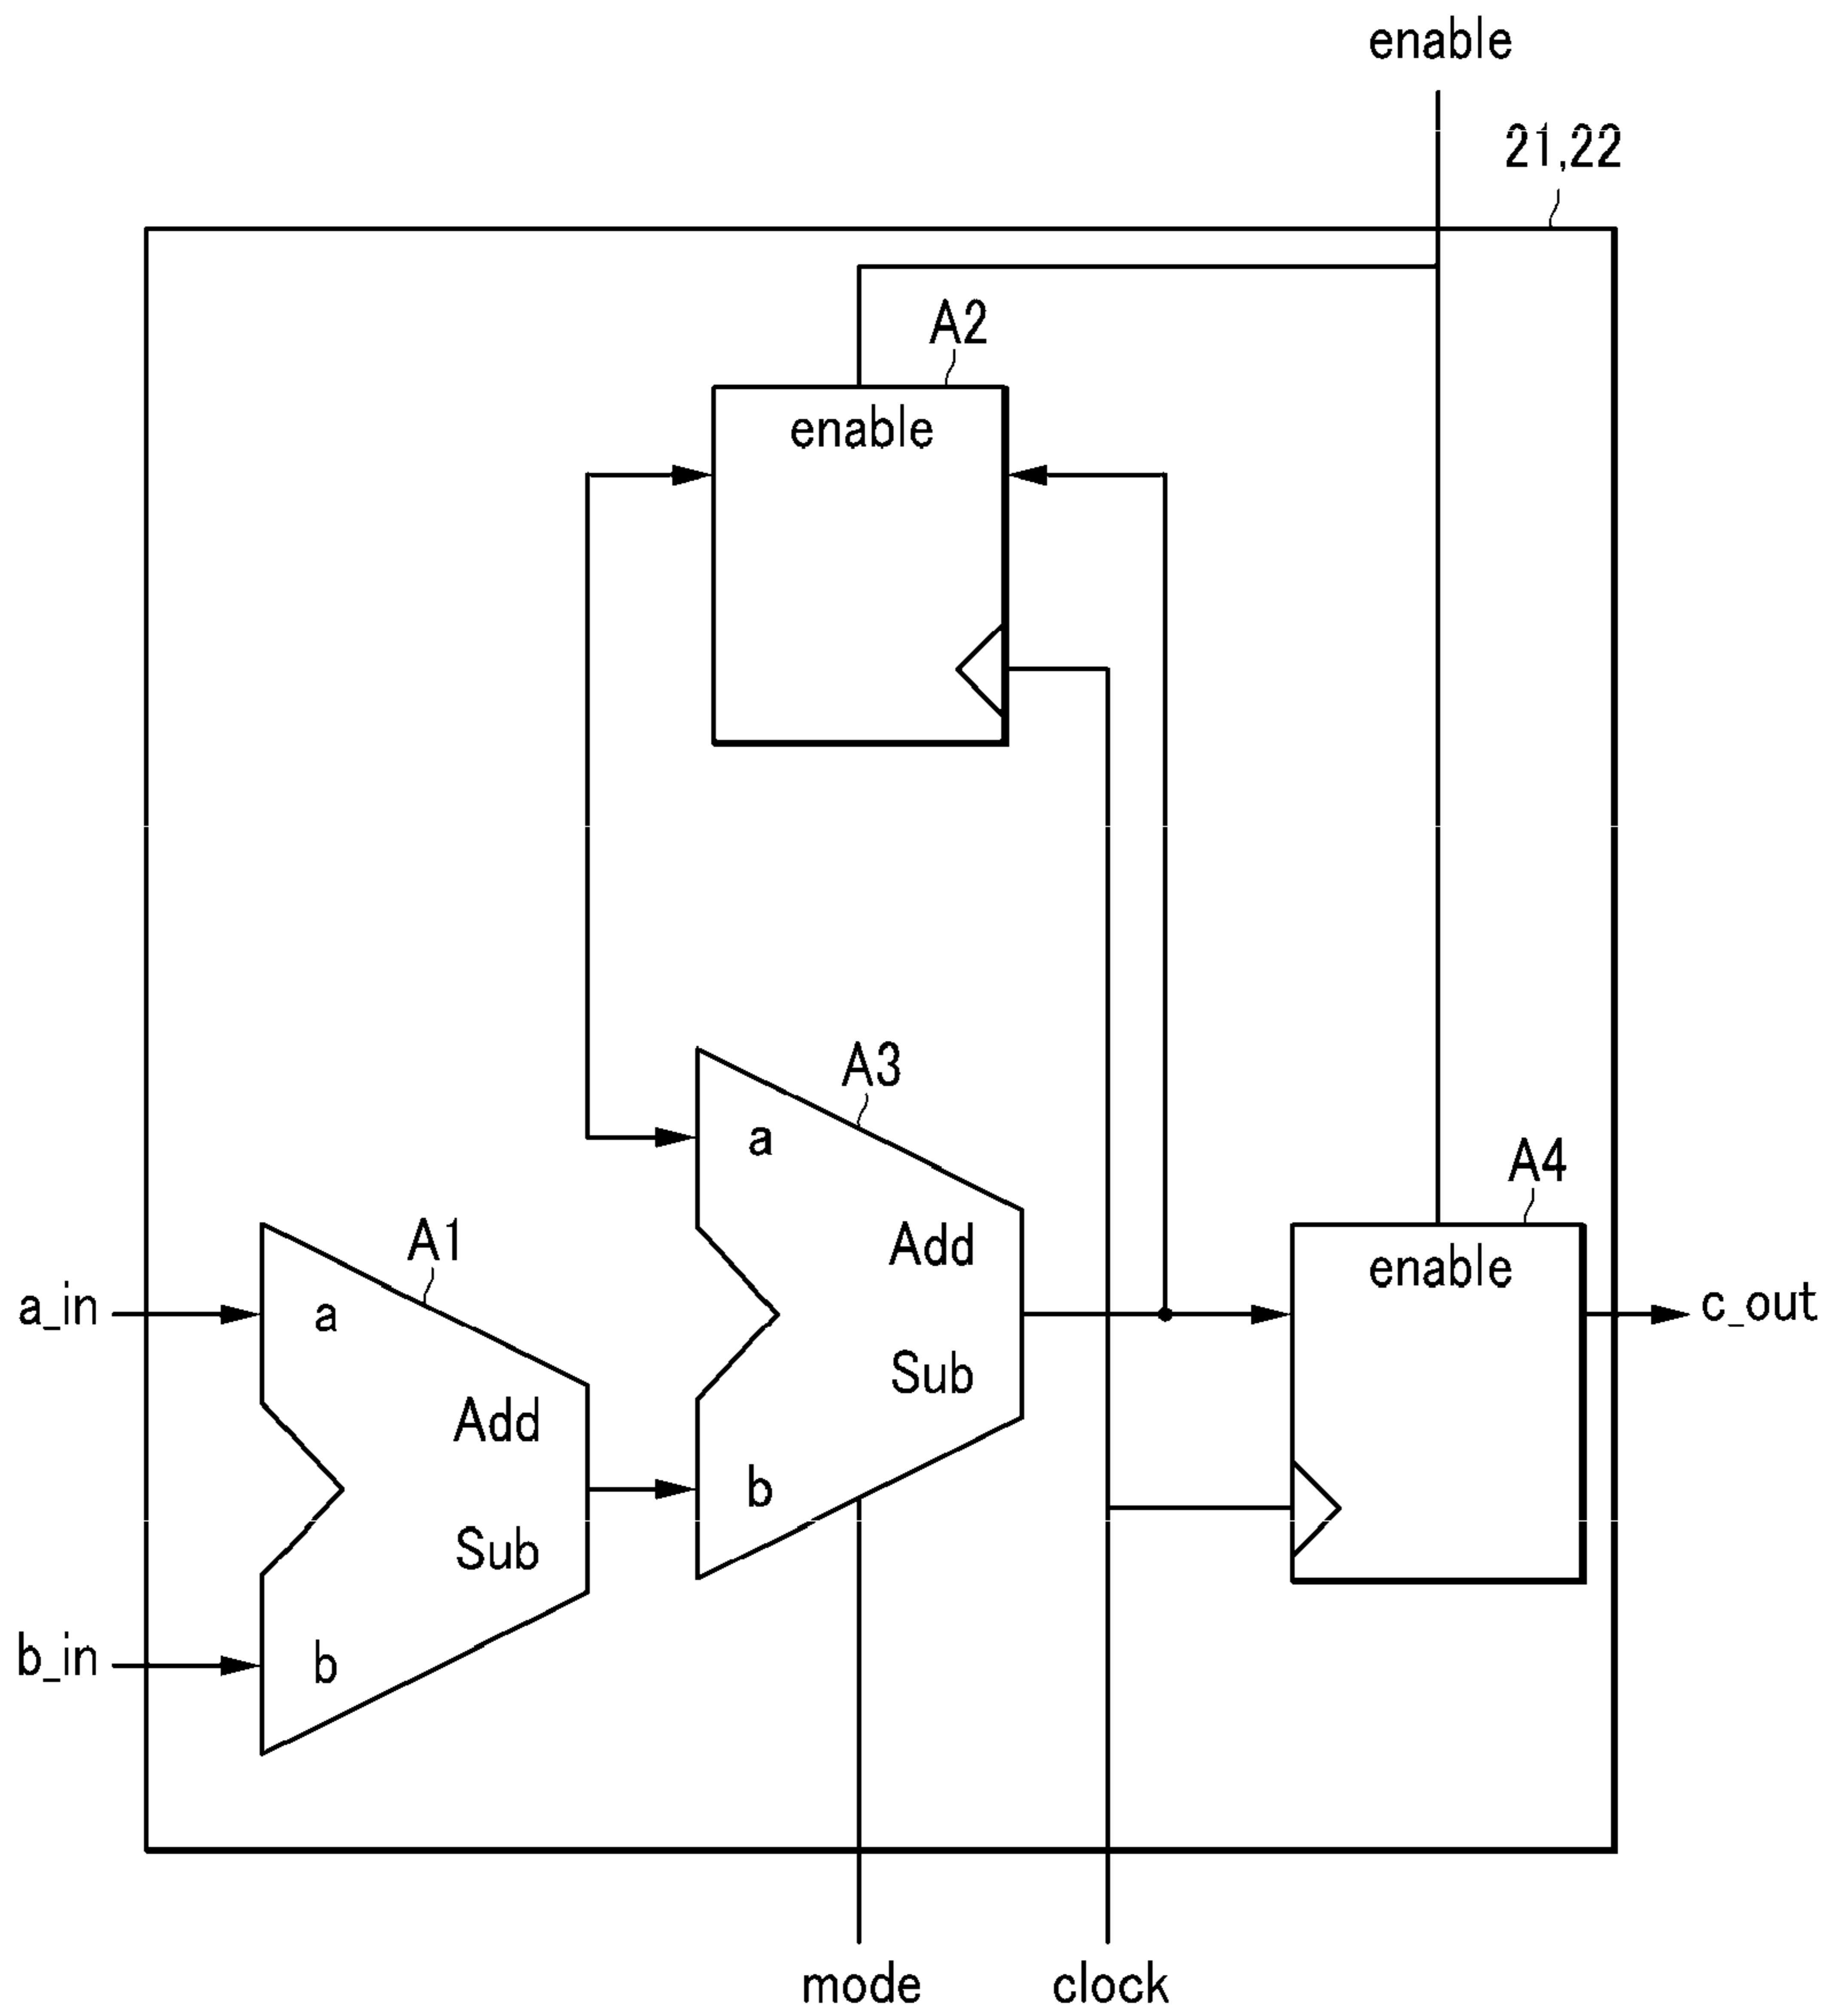 enable
21,22
A2
enable
A3
a
Add
Sub
b
A4
enable
c_out
A1
a_in
a
Add
Sub
b_in
b
mode
clock